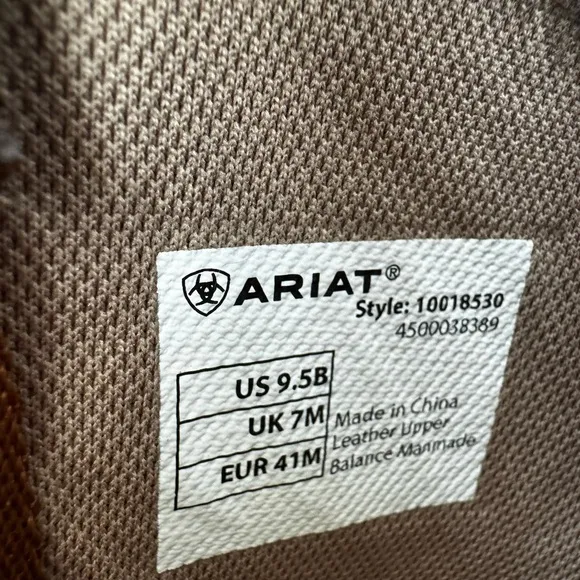 ARIAT®
Style: 10018530
4500038389
US 9.5B
UK 7M
EUR 41M
Made in China
Leather Upper
Balance Manmade